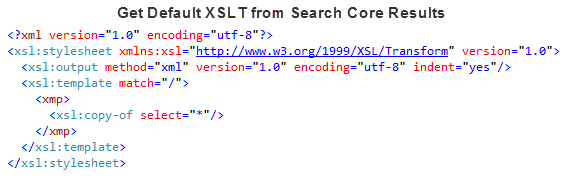 Get Default XSLT from Search Core Results
<?xml version="1.0" encoding="utf-8"?>
<xsl:stylesheet xmlns:xsl="http://www.w3.org/1999/XSL/Transform" version="1.0">
<xsl:output method="xml" version="1.0" encoding="utf-8" indent="yes"/>
<xsl:template match="/">
<xmp>
<xsl:copy-of select="*"/>
</xmp>
</xsl:template>
</xsl:stylesheet>